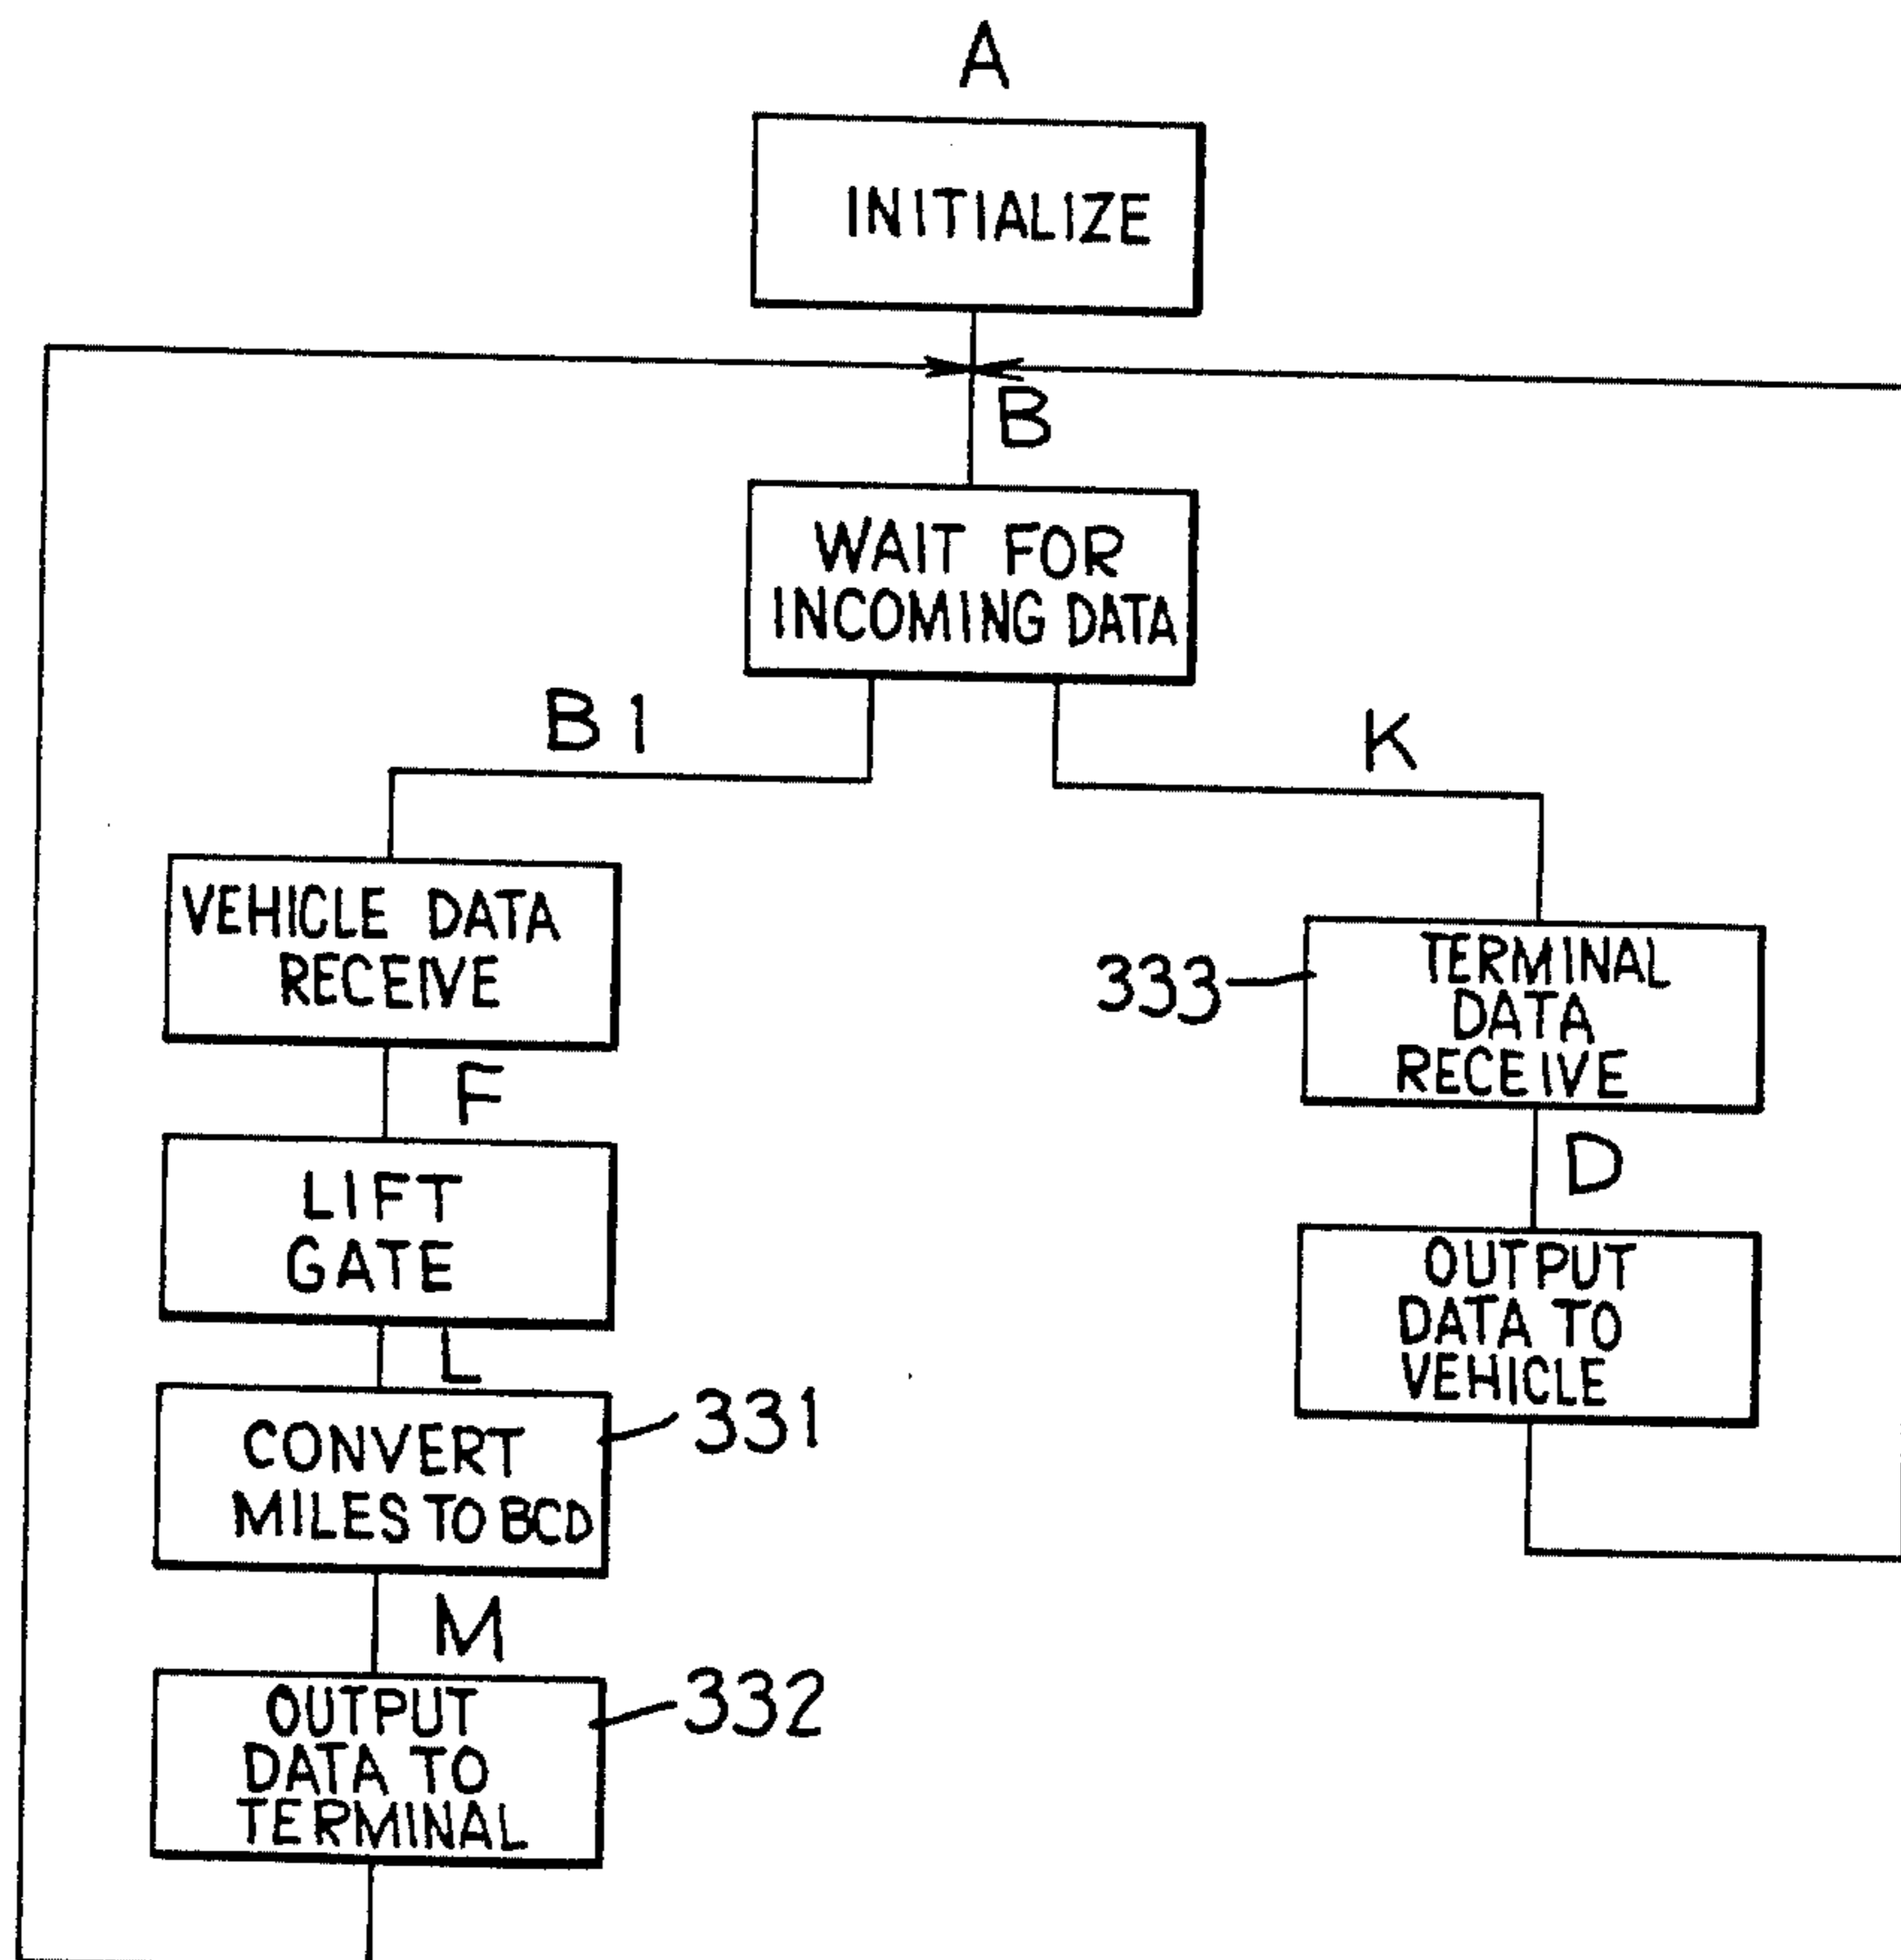 A
INITIALIZE
B
WAIT FOR
INCOMING DATA
B1
K
VEHICLE DATA
RECEIVE
333
TERMINAL
DATA
RECEIVE
F
D
LIFT
GATE
OUTPUT
DATA TO
VEHICLE
L
CONVERT
MILES TO BCD
331
M
OUTPUT
DATA TO
TERMINAL
332